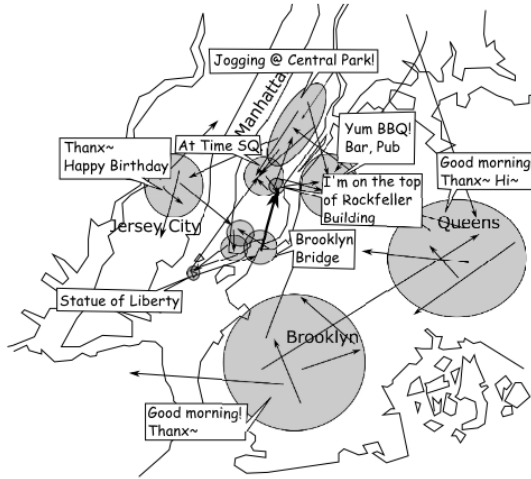 Jogging @ Central Park!
Manhatta
At Time SQ
Yum BBQ!
Bar, Pub
Thanx~
Happy Birthday
Good morning
Thanx~ Hi~
I'm on the top
of Rockfeller
Building
Jersey City
Queens
Brooklyn
Bridge
Statue of Liberty
Brooklyn
Good morning!
Thanx~